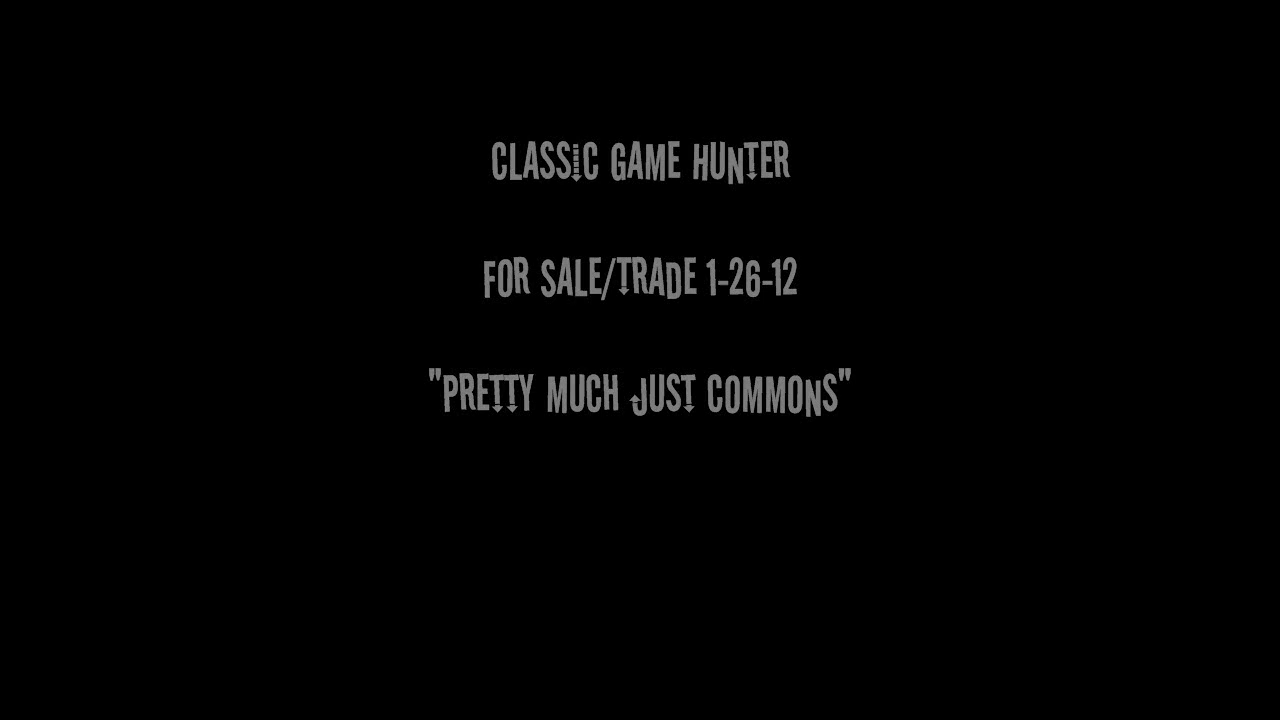 CLASSIC GAME HUNTER
FOR SALE/TRADE 1-26-12
"PRETTY MUCH JUST COMMONS"